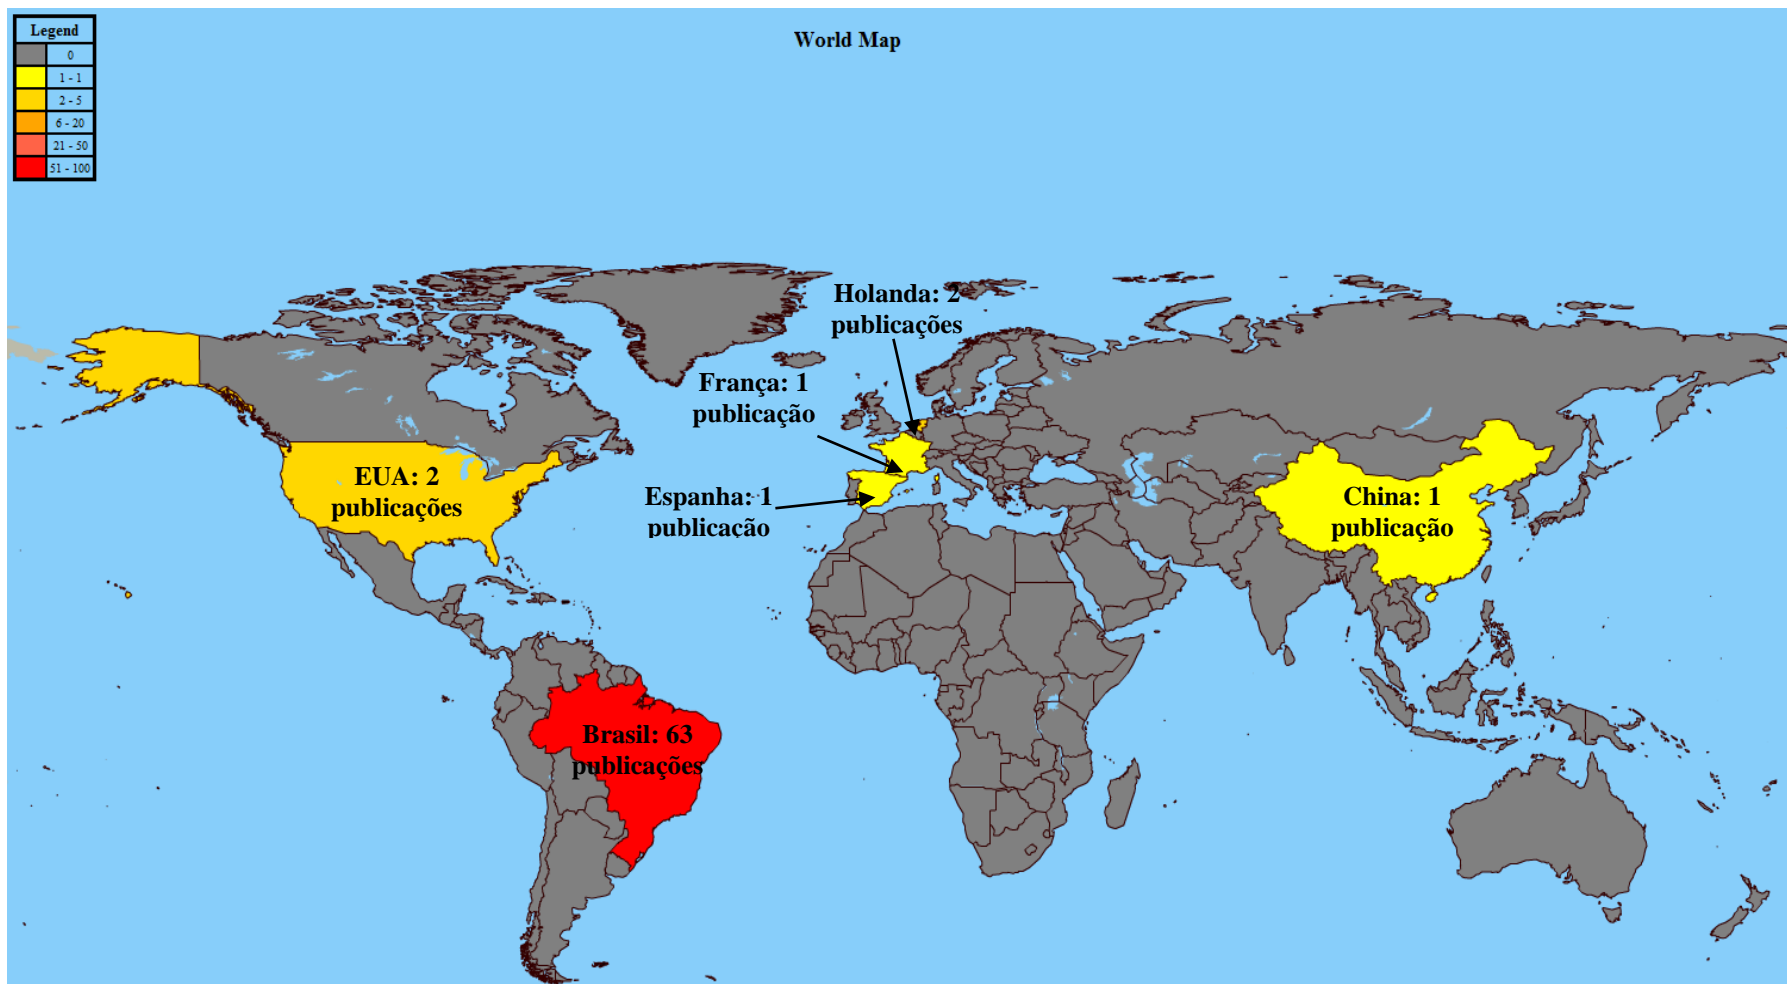 Legend
0
1 - 1
2 - 5
6 - 20
21 - 50
51 - 100
World Map
Holanda: 2
publicações
França: 1
publicação
EUA: 2
publicações
Espanha: 1
publicação
China: 1
publicação
Brasil: 63
publicações